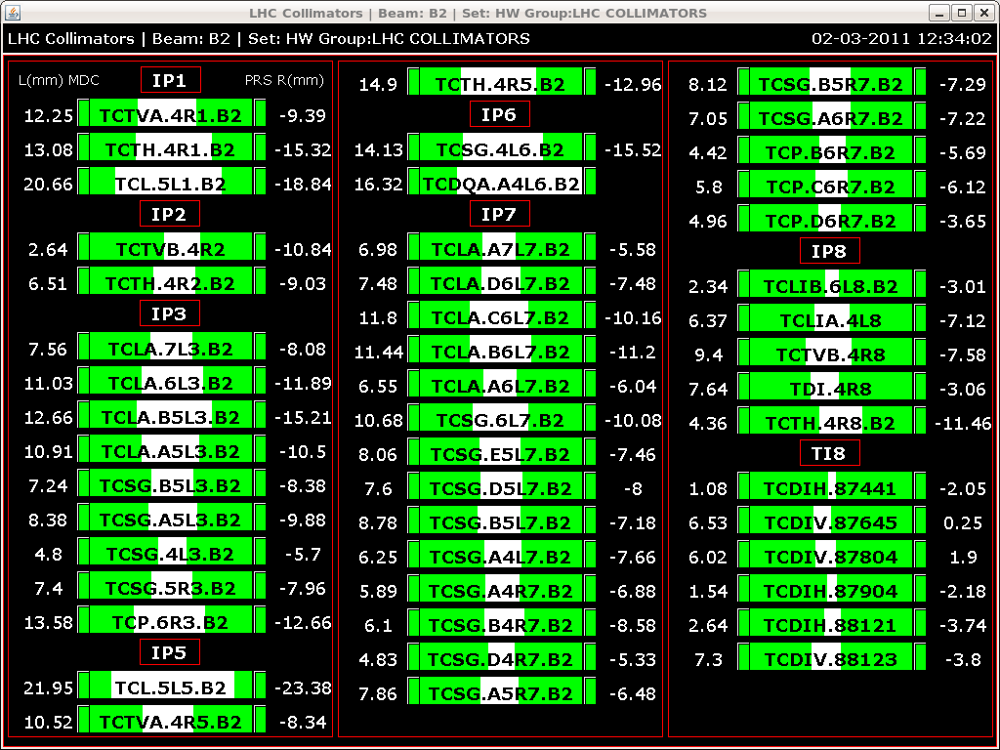 LHC Collimators | Beam: B2 | Set: HW Group:LHC COLLIMATORS
LHC Collimators | Beam: B2 | Set: HW Group:LHC COLLIMATORS 02-03-2011 12:34:02
L(mm) MDC IP1 PRS R(mm)
12.25 TCTVA.4R1.B2 -9.39
13.08 TCTH.4R1.B2 -15.32
20.66 TCL.5L1.B2 -18.84
IP2
2.64 TCTVB.4R2 -10.84
6.51 TCTH.4R2.B2 -9.03
IP3
7.56 TCLA.7L3.B2 -8.08
11.03 TCLA.6L3.B2 -11.89
12.66 TCLA.B5L3.B2 -15.21
10.91 TCLA.A5L3.B2 -10.5
7.24 TCSG.B5L3.B2 -8.38
8.38 TCSG.A5L3.B2 -9.88
4.8 TCSG.4L3.B2 -5.7
7.4 TCSG.5R3.B2 -7.96
13.58 TCP.6R3.B2 -12.66
IP5
21.95 TCL.5L5.B2 -23.38
10.52 TCTVA.4R5.B2 -8.34
14.9 TCTH.4R5.B2 -12.96
IP6
14.13 TCSG.4L6.B2 -15.52
16.32 TCDQA.A4L6.B2
IP7
6.98 TCLA.A7L7.B2 -5.58
7.48 TCLA.D6L7.B2 -7.48
11.8 TCLA.C6L7.B2 -10.16
11.44 TCLA.B6L7.B2 -11.2
6.55 TCLA.A6L7.B2 -6.04
10.68 TCSG.6L7.B2 -10.08
8.06 TCSG.E5L7.B2 -7.46
7.6 TCSG.D5L7.B2 -8
8.78 TCSG.B5L7.B2 -7.18
6.25 TCSG.A4L7.B2 -7.66
5.89 TCSG.A4R7.B2 -6.88
6.1 TCSG.B4R7.B2 -8.58
4.83 TCSG.D4R7.B2 -5.33
7.86 TCSG.A5R7.B2 -6.48
8.12 TCSG.B5R7.B2 -7.29
7.05 TCSG.A6R7.B2 -7.22
4.42 TCP.B6R7.B2 -5.69
5.8 TCP.C6R7.B2 -6.12
4.96 TCP.D6R7.B2 -3.65
IP8
2.34 TCLIB.6L8.B2 -3.01
6.37 TCLIA.4L8 -7.12
9.4 TCTVB.4R8 -7.58
7.64 TDI.4R8 -3.06
4.36 TCTH.4R8.B2 -11.46
TI8
1.08 TCDIH.87441 -2.05
6.53 TCDIV.87645 0.25
6.02 TCDIV.87804 1.9
1.54 TCDIH.87904 -2.18
2.64 TCDIH.88121 -3.74
7.3 TCDIV.88123 -3.8